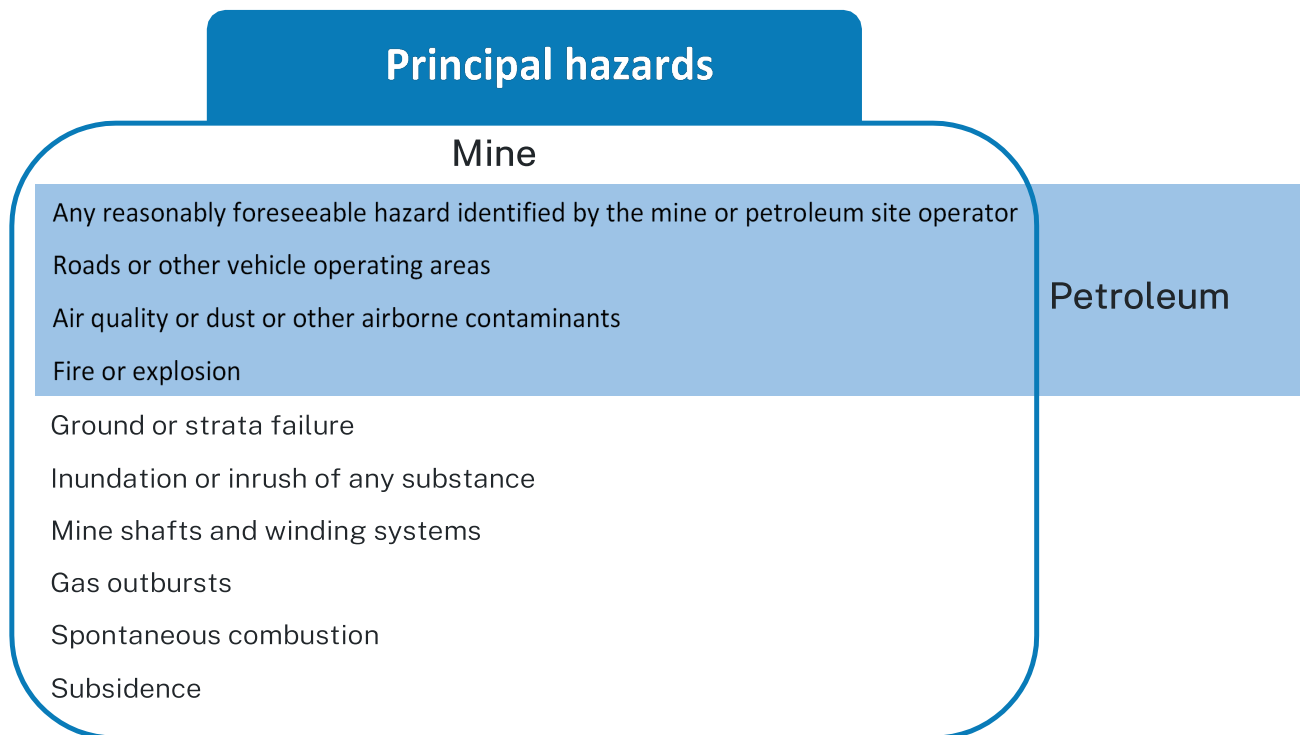 Principal hazards
Mine
Any reasonably foreseeable hazard identified by the mine or petroleum site operator
Roads or other vehicle operating areas
Air quality or dust or other airborne contaminants
Fire or explosion
Petroleum
Ground or strata failure
Inundation or inrush of any substance
Mine shafts and winding systems
Gas outbursts
Spontaneous combustion
Subsidence